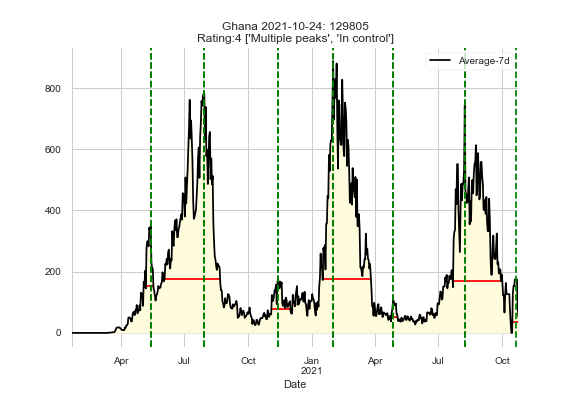 Ghana 2021-10-24: 129805
Rating:4 ['Multiple peaks', 'In control']
Average-7d
800
600
400
200
0
Apr
Jul
Oct
Jan
2021
Apr
Jul
Oct
Date